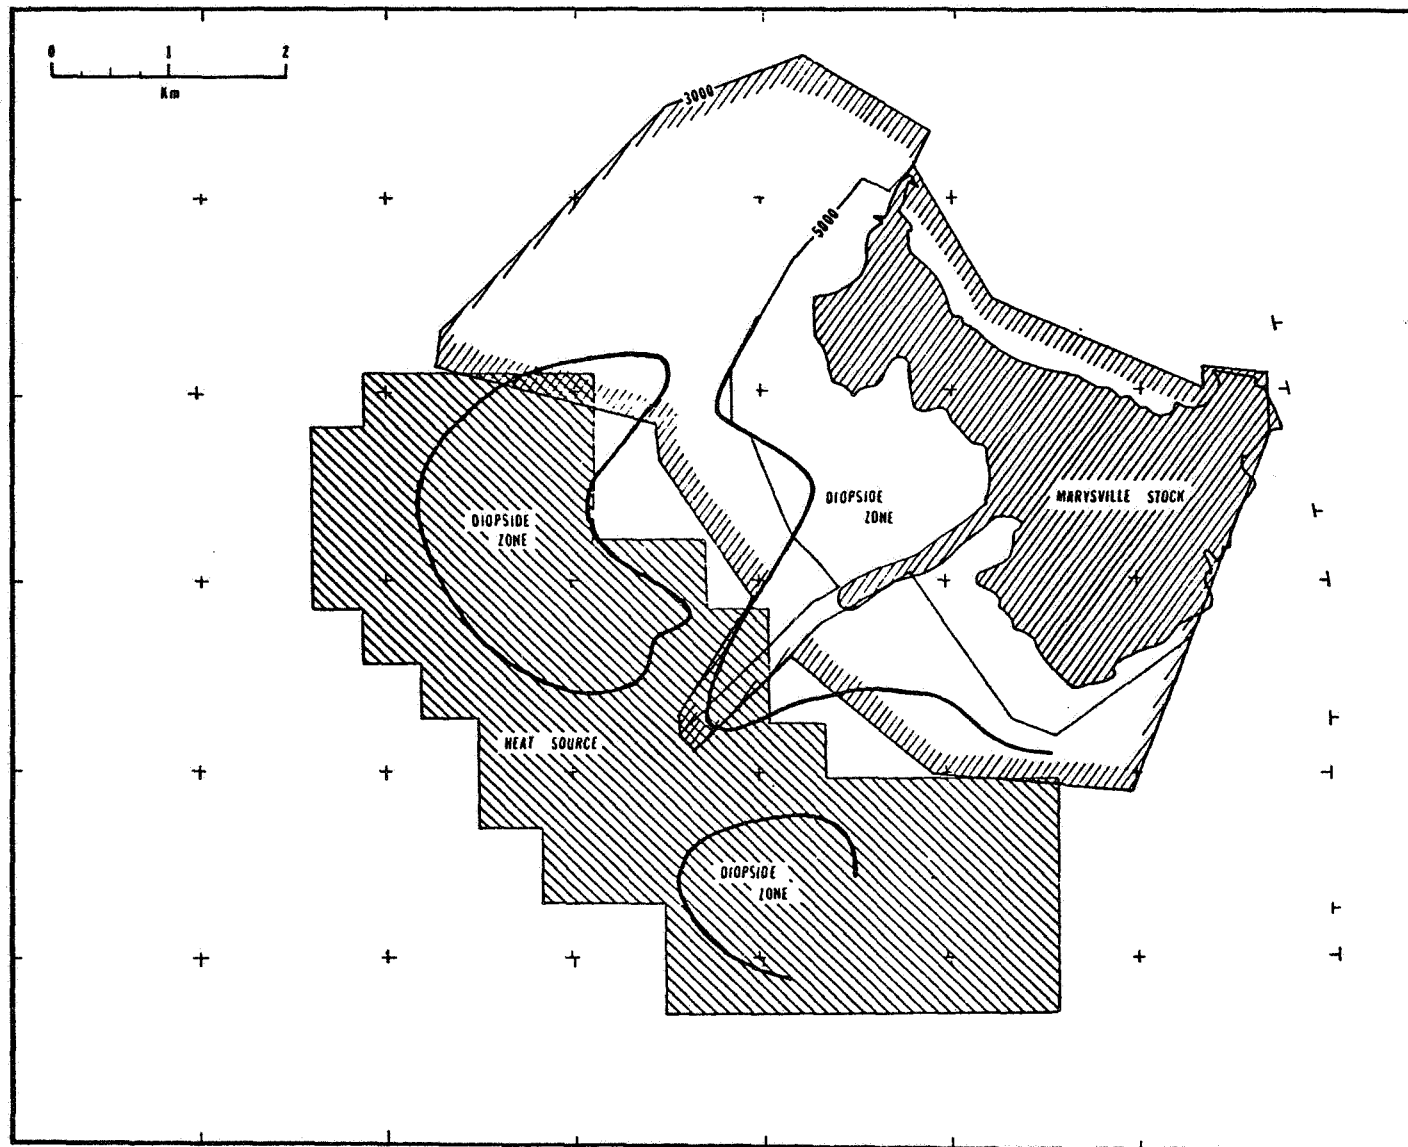 0 1 2
Km
3000
5000
DIOPSIDE
ZONE
MARYSVILLE STOCK
DIOPSIDE
ZONE
HEAT SOURCE
DIOPSIDE
ZONE